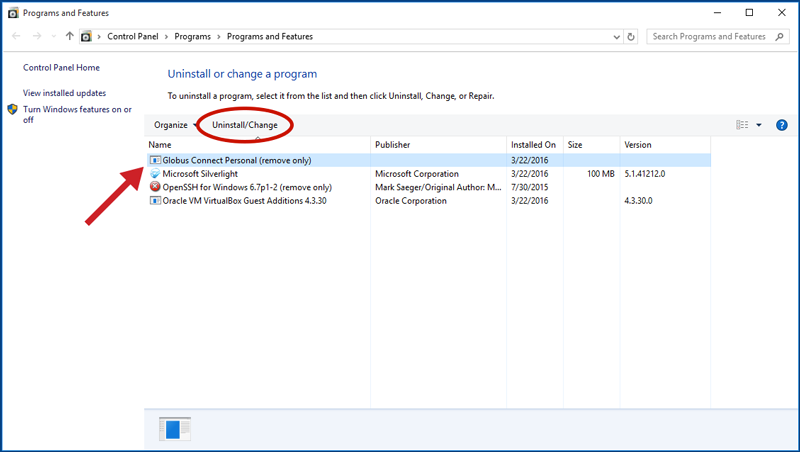 Programs and Features
Control Panel > Programs > Programs and Features
Search Programs and Features
Control Panel Home
View installed updates
Turn Windows features on or
off
Uninstall or change a program
To uninstall a program, select it from the list and then click Uninstall, Change, or Repair.
Organize Uninstall/Change
Name Publisher Installed On Size Version
Globus Connect Personal (remove only) 3/22/2016
Microsoft Silverlight Microsoft Corporation 3/22/2016 100 MB 5.1.41212.0
OpenSSH for Windows 6.7p1-2 (remove only) Mark Saeger/Original Author: M... 7/30/2015
Oracle VM VirtualBox Guest Additions 4.3.30 Oracle Corporation 3/22/2016 4.3.30.0